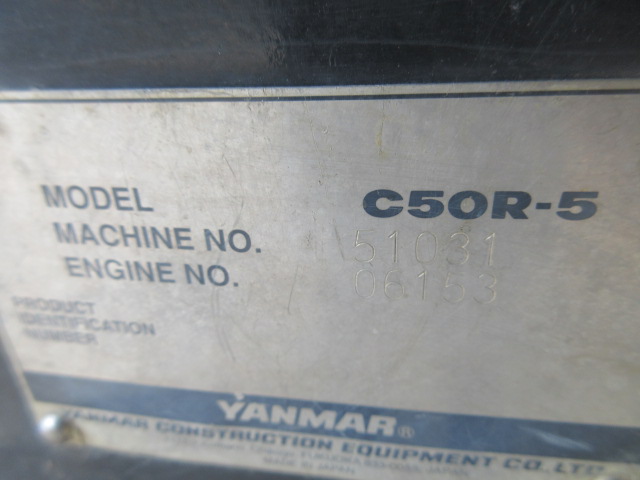 MODEL C50R-5
MACHINE NO. 51031
ENGINE NO. 06153
PRODUCT
IDENTIFICATION
NUMBER
YANMAR®
YANMAR CONSTRUCTION EQUIPMENT CO., LTD.
JAPAN
MADE IN JAPAN